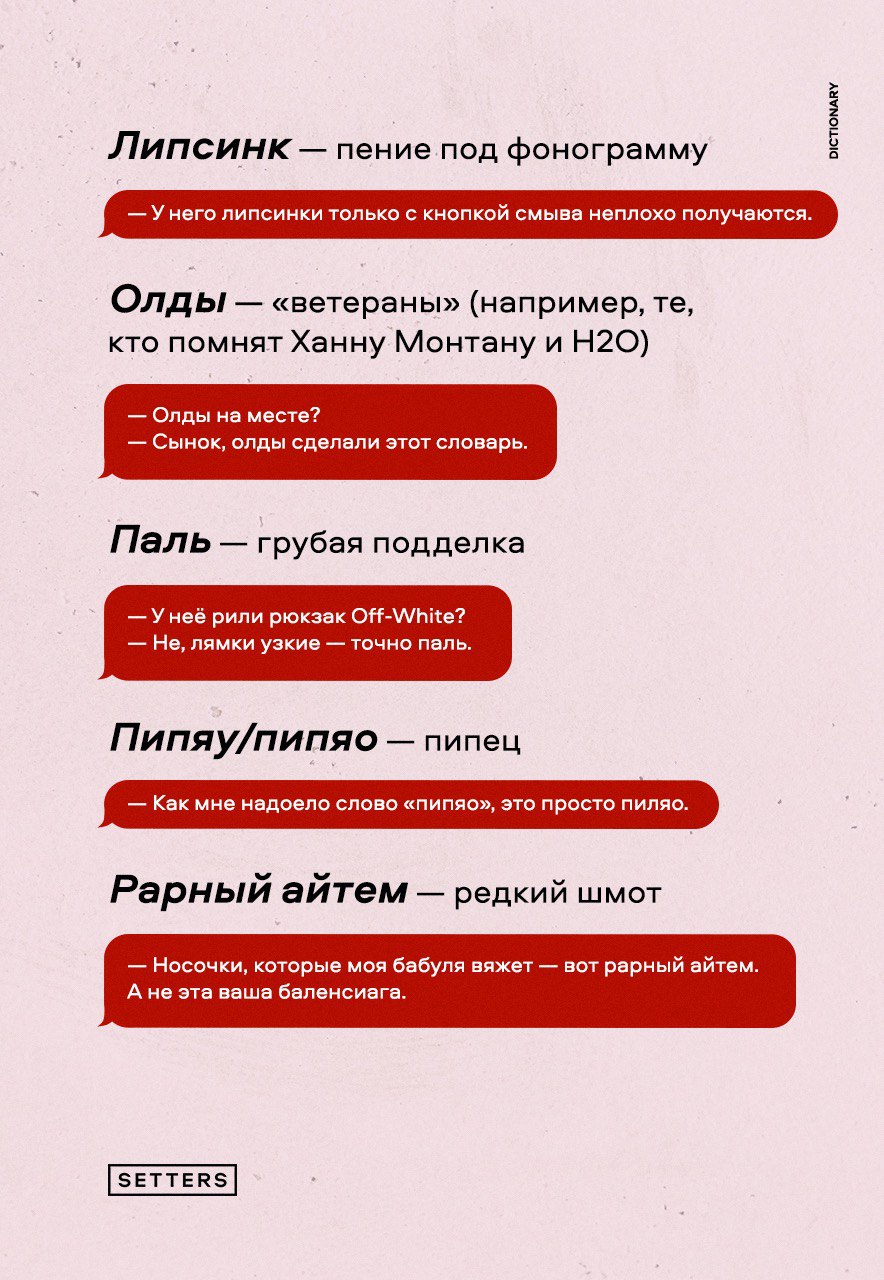 DICTIONARY
Липсинк — пение под фонограмму
— У него липсинки только с кнопкой смыва неплохо получаются.
Олды — «ветераны» (например, те,
кто помнят Ханну Монтану и H2O)
— Олды на месте?
— Сынок, олды сделали этот словарь.
Паль — грубая подделка
— У неё рили рюкзак Off-White?
— Не, лямки узкие — точно паль.
Пипяу/пипяо — пипец
— Как мне надоело слово «пипяо», это просто пиляо.
Рарный айтем — редкий шмот
— Носочки, которые моя бабуля вяжет — вот рарный айтем.
А не эта ваша баленсиага.
SETTERS